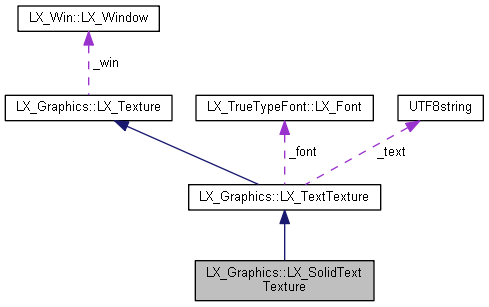 LX_Win::LX_Window
_win
LX_Graphics::LX_Texture
LX_TrueTypeFont::LX_Font
UTF8string
_font
_text
LX_Graphics::LX_TextTexture
LX_Graphics::LX_SolidText
Texture